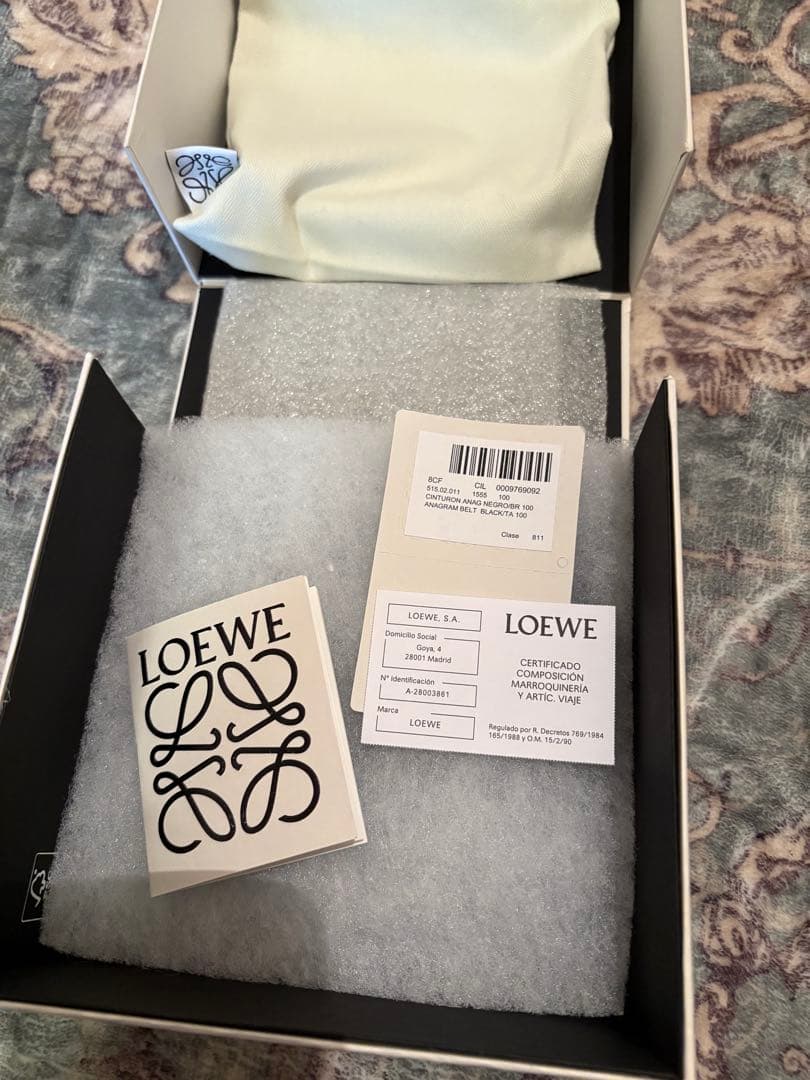 8CF CIL 0009769092
515.02.011 1555 100
CINTURON ANAG NEGRO/BR 100
ANAGRAM BELT BLACK/TA 100
Clase 811
LOEWE
LOEWE, S.A.
Domicilio Social
Goya, 4
28001 Madrid
Nº Identificación
A-28003861
Marca
LOEWE
LOEWE
CERTIFICADO
COMPOSICIÓN
MARROQUINERÍA
Y ARTÍC. VIAJE
Regulado por R. Decretos 769/1984
165/1988 y O.M. 15/2/90